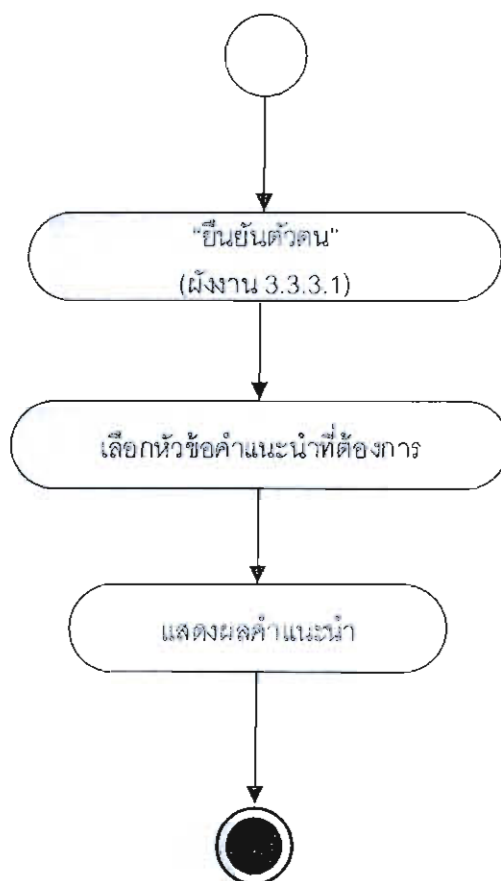 "ยืนยันตัวตน"
(ผังงาน 3.3.3.1)
เลือกหัวข้อคำแนะนำที่ต้องการ
แสดงผลคำแนะนำ